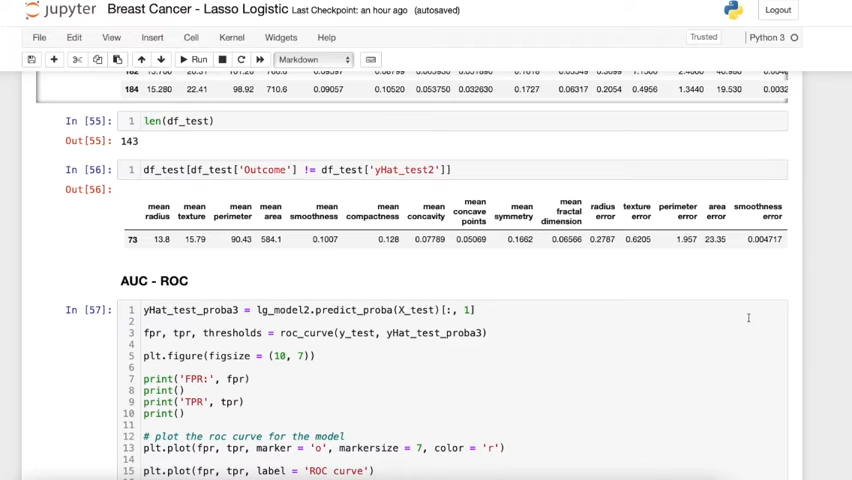 jupyter Breast Cancer - Lasso Logistic Last Checkpoint: an hour ago (autosaved) Logout
File Edit View Insert Cell Kernel Widgets Help Trusted Python 3
Run Markdown
184 15.280 22.41 98.92 710.6 0.09057 0.10520 0.053750 0.032630 0.1727 0.06317 0.2054 0.4956 1.3440 19.530 0.0032
In [55]: 1 len(df_test)
Out[55]: 143
In [56]: 1 df_test[df_test['Outcome'] != df_test['yHat_test2']]
Out[56]:
mean radius mean texture mean perimeter mean area mean smoothness mean compactness mean concavity mean concave points mean symmetry mean fractal dimension radius error texture error perimeter error area error smoothness error
73 13.8 15.79 90.43 584.1 0.1007 0.128 0.07789 0.05069 0.1662 0.06566 0.2787 0.6205 1.957 23.35 0.004717
AUC - ROC
In [57]: 1 yHat_test_proba3 = lg_model2.predict_proba(X_test)[:, 1]
2
3 fpr, tpr, thresholds = roc_curve(y_test, yHat_test_proba3)
4
5 plt.figure(figsize = (10, 7))
6
7 print('FPR:', fpr)
8 print()
9 print('TPR', tpr)
10 print()
11
12 # plot the roc curve for the model
13 plt.plot(fpr, tpr, marker = 'o', markersize = 7, color = 'r')
14
15 plt.plot(fpr, tpr, label = 'ROC curve')